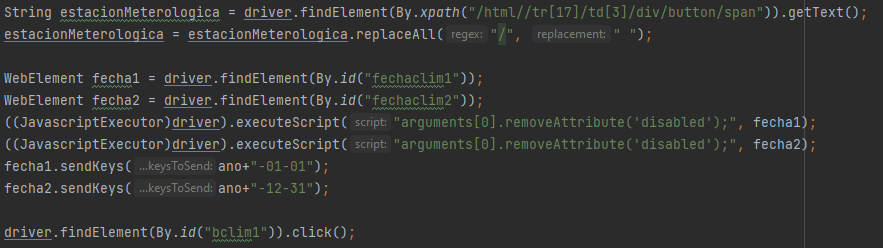 String estacionMeterologica = driver.findElement(By.xpath("/html//tr[17]/td[3]/div/button/span")).getText();
estacionMeterologica = estacionMeterologica.replaceAll( regex: "/", replacement: " ");
WebElement fecha1 = driver.findElement(By.id("fechaclim1"));
WebElement fecha2 = driver.findElement(By.id("fechaclim2"));
((JavascriptExecutor)driver).executeScript( script: "arguments[0].removeAttribute('disabled');", fecha1);
((JavascriptExecutor)driver).executeScript( script: "arguments[0].removeAttribute('disabled');", fecha2);
fecha1.sendKeys( ...keysToSend: ano+"-01-01");
fecha2.sendKeys( ...keysToSend: ano+"-12-31");
driver.findElement(By.id("bclim1")).click();